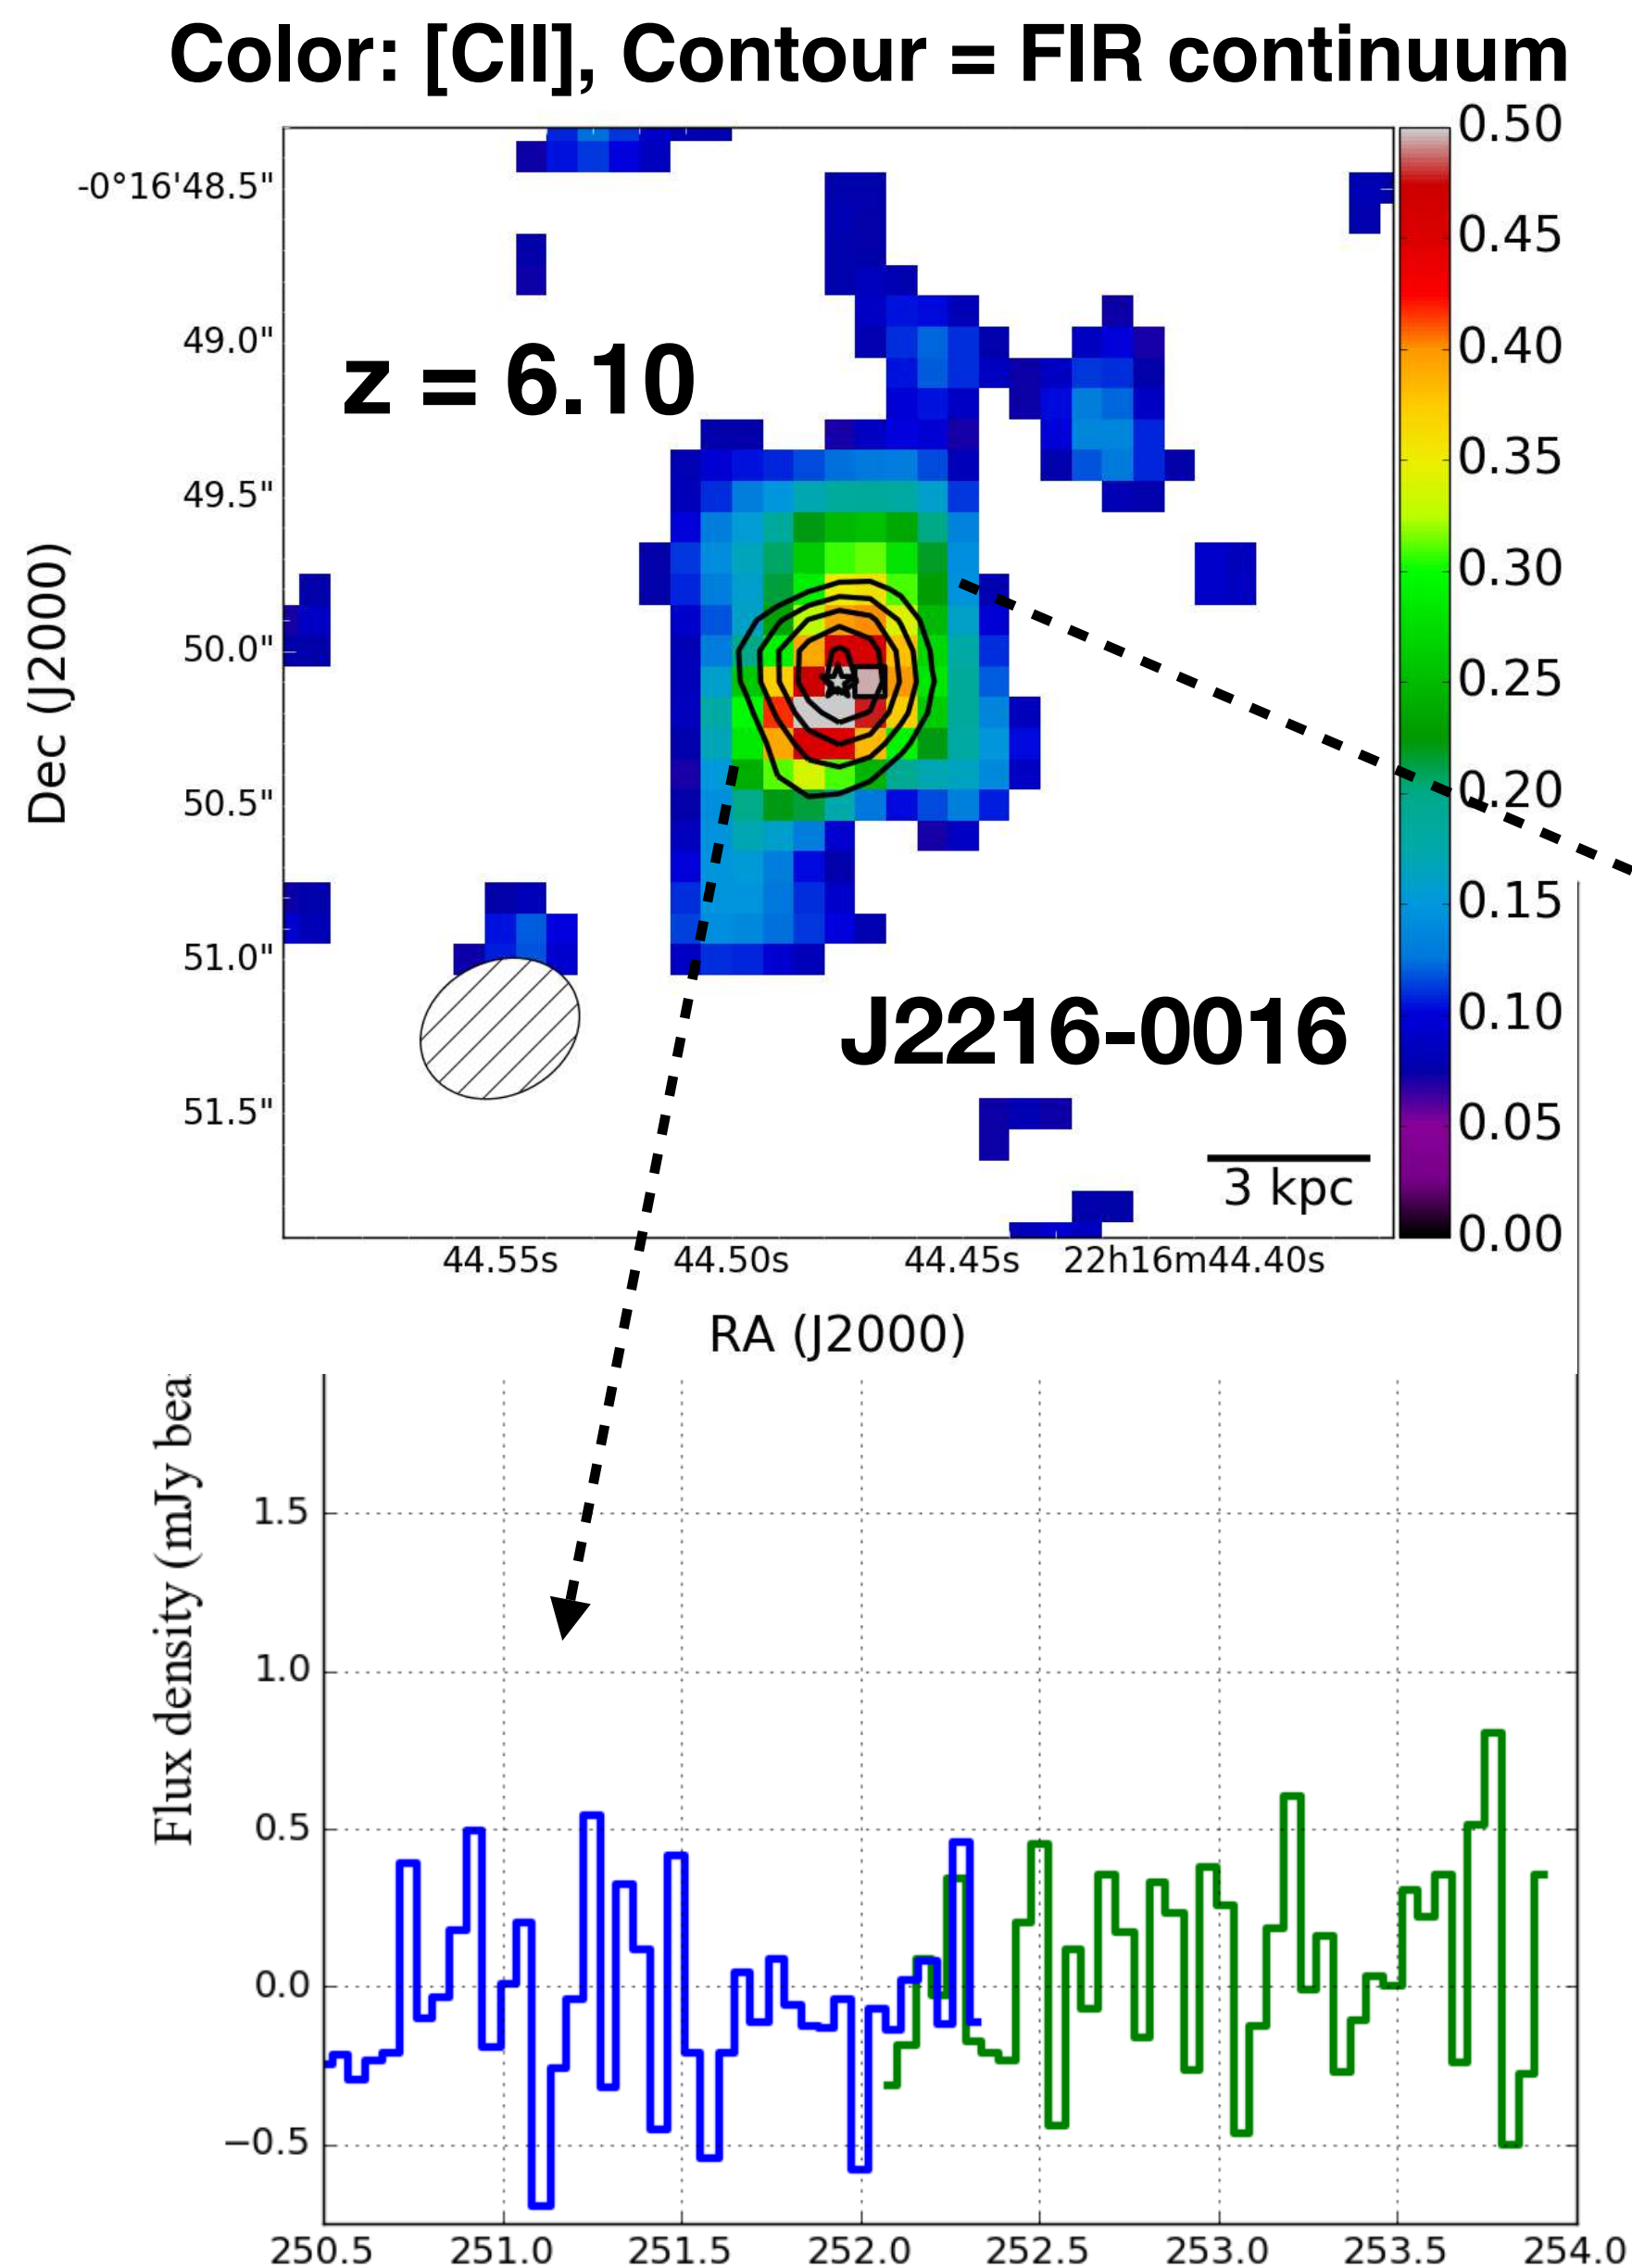 Color: [CII], Contour = FIR continuum
0.50
-0°16'48.5"
0.45
49.0"
0.40
z = 6.10
0.35
49.5"
0.30
50.0"
0.25
Dec (J2000)
0.20
50.5"
0.15
51.0"
0.10
J2216-0016
51.5"
0.05
3 kpc
0.00
44.55s 44.50s 44.45s 22h16m44.40s
RA (J2000)
Flux density (mJy bea
1.5
1.0
0.5
0.0
−0.5
250.5 251.0 251.5 252.0 252.5 253.0 253.5 254.0